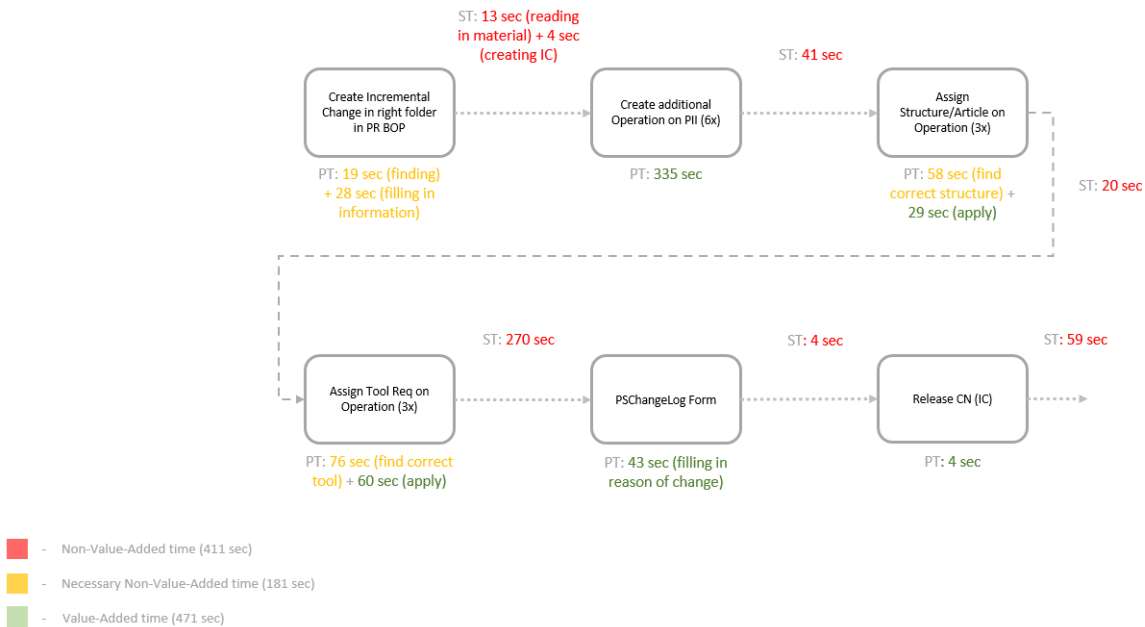 ST: 13 sec (reading
in material) + 4 sec
(creating IC)
ST: 41 sec
Create Incremental
Change in right folder
in PR BOP
Create additional
Operation on PII (6x)
Assign
Structure/Article on
Operation (3x)
PT: 19 sec (finding)
+ 28 sec (filling in
information)
PT: 335 sec
PT: 58 sec (find
correct structure) +
29 sec (apply)
ST: 20 sec
ST: 270 sec
ST: 4 sec
ST: 59 sec
Assign Tool Req on
Operation (3x)
PSChangeLog Form
Release CN (IC)
PT: 76 sec (find correct
tool) + 60 sec (apply)
PT: 43 sec (filling in
reason of change)
PT: 4 sec
- Non-Value-Added time (411 sec)
- Necessary Non-Value-Added time (181 sec)
- Value-Added time (471 sec)